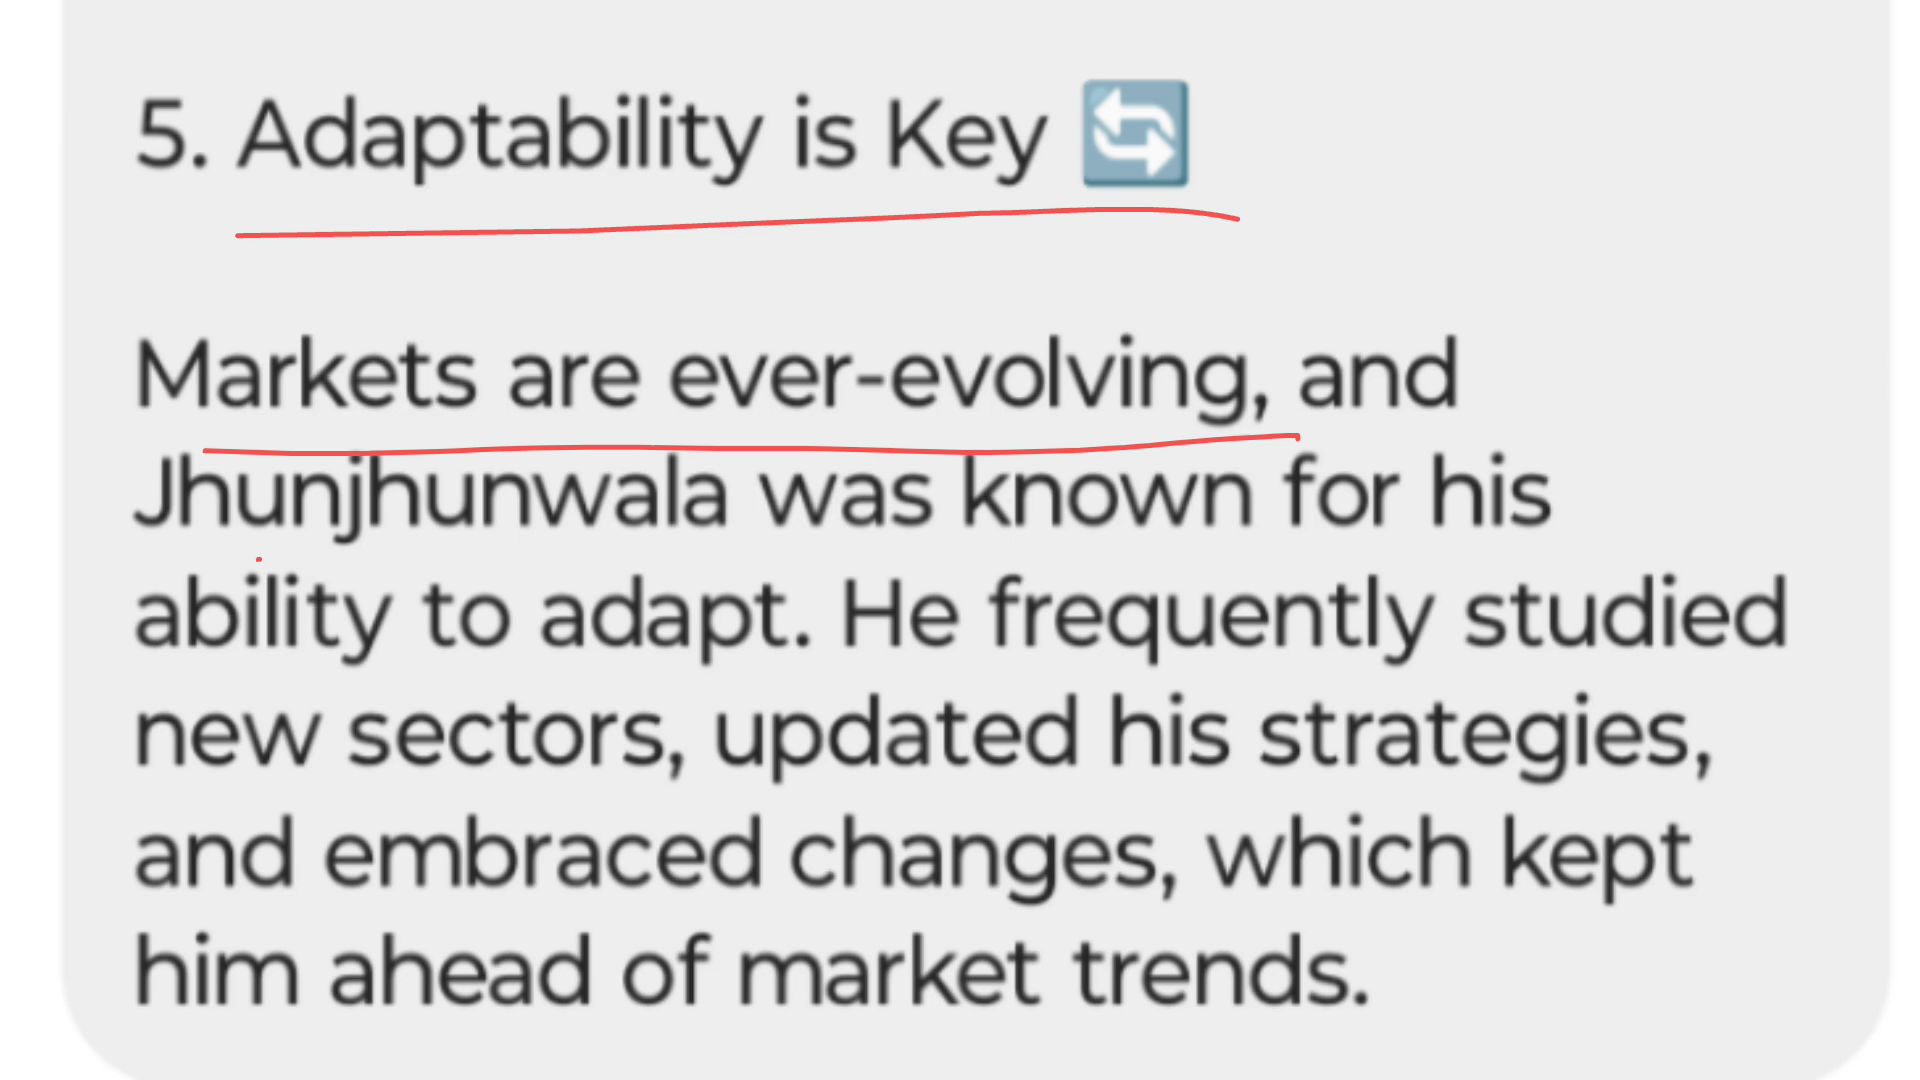 5. Adaptability is Key 🔄
Markets are ever-evolving, and
Jhunjhunwala was known for his
ability to adapt. He frequently studied
new sectors, updated his strategies,
and embraced changes, which kept
him ahead of market trends.